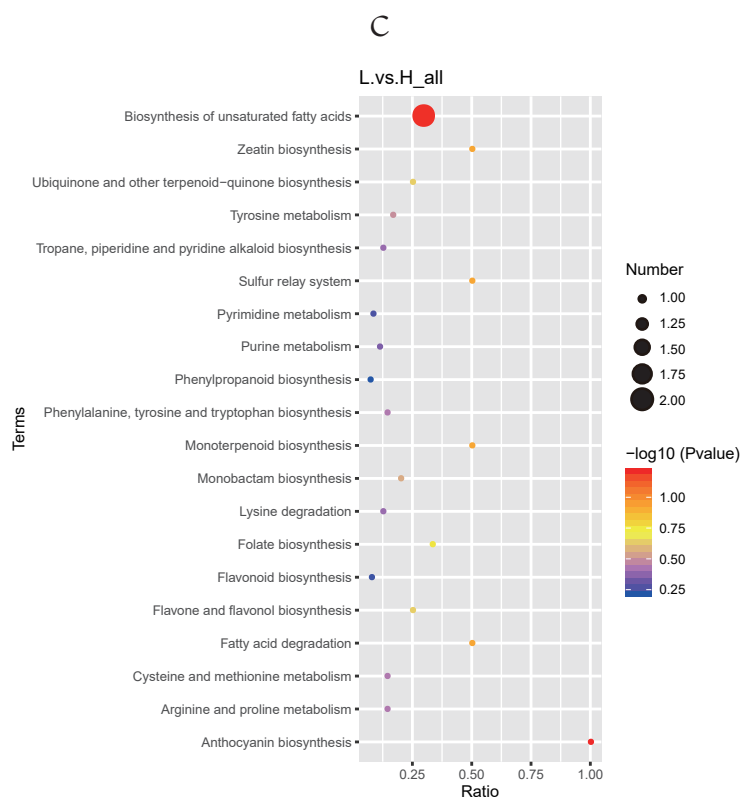 C
L.vs.H_all
Biosynthesis of unsaturated fatty acids
Zeatin biosynthesis
Ubiquinone and other terpenoid−quinone biosynthesis
Tyrosine metabolism
Tropane, piperidine and pyridine alkaloid biosynthesis
Sulfur relay system
Pyrimidine metabolism
Purine metabolism
Phenylpropanoid biosynthesis
Phenylalanine, tyrosine and tryptophan biosynthesis
Monoterpenoid biosynthesis
Monobactam biosynthesis
Lysine degradation
Folate biosynthesis
Flavonoid biosynthesis
Flavone and flavonol biosynthesis
Fatty acid degradation
Cysteine and methionine metabolism
Arginine and proline metabolism
Anthocyanin biosynthesis
Terms
0.25 0.50 0.75 1.00
Ratio
Number
1.00
1.25
1.50
1.75
2.00
−log10 (Pvalue)
1.00
0.75
0.50
0.25